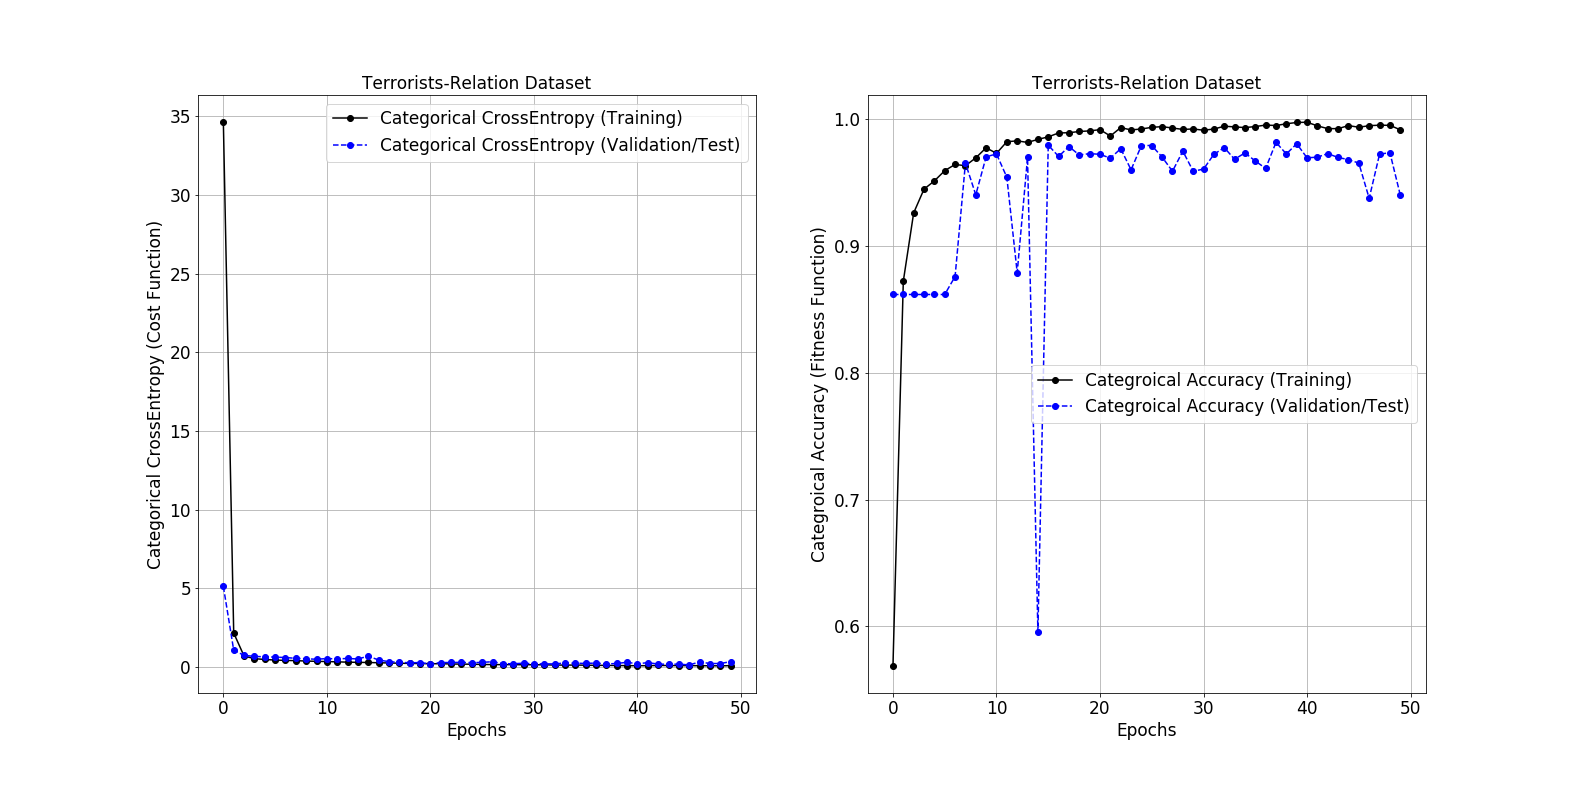 Terrorists-Relation Dataset
Categorical CrossEntropy (Training)
Categorical CrossEntropy (Validation/Test)
Categorical CrossEntropy (Cost Function)
35
30
25
20
15
10
5
0
0 10 20 30 40 50
Epochs
Terrorists-Relation Dataset
Categroical Accuracy (Training)
Categroical Accuracy (Validation/Test)
Categroical Accuracy (Fitness Function)
1.0
0.9
0.8
0.7
0.6
0 10 20 30 40 50
Epochs